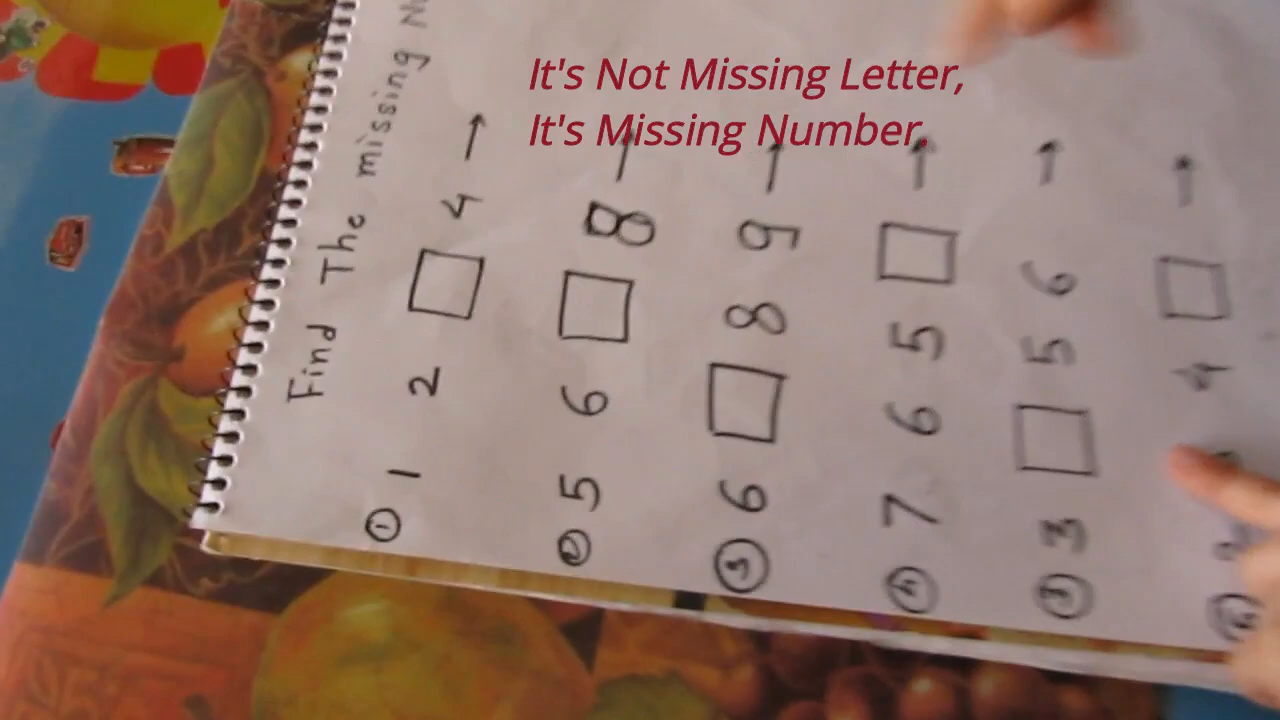 It's Not Missing Letter,
It's Missing Number.
Find The missing
① 1 2 □ 4 →
② 5 6 □ 8 →
③ 6 □ 8 9 →
④ 7 6 5 □ →
⑤ 3 □ 5 6 →
4 □ →